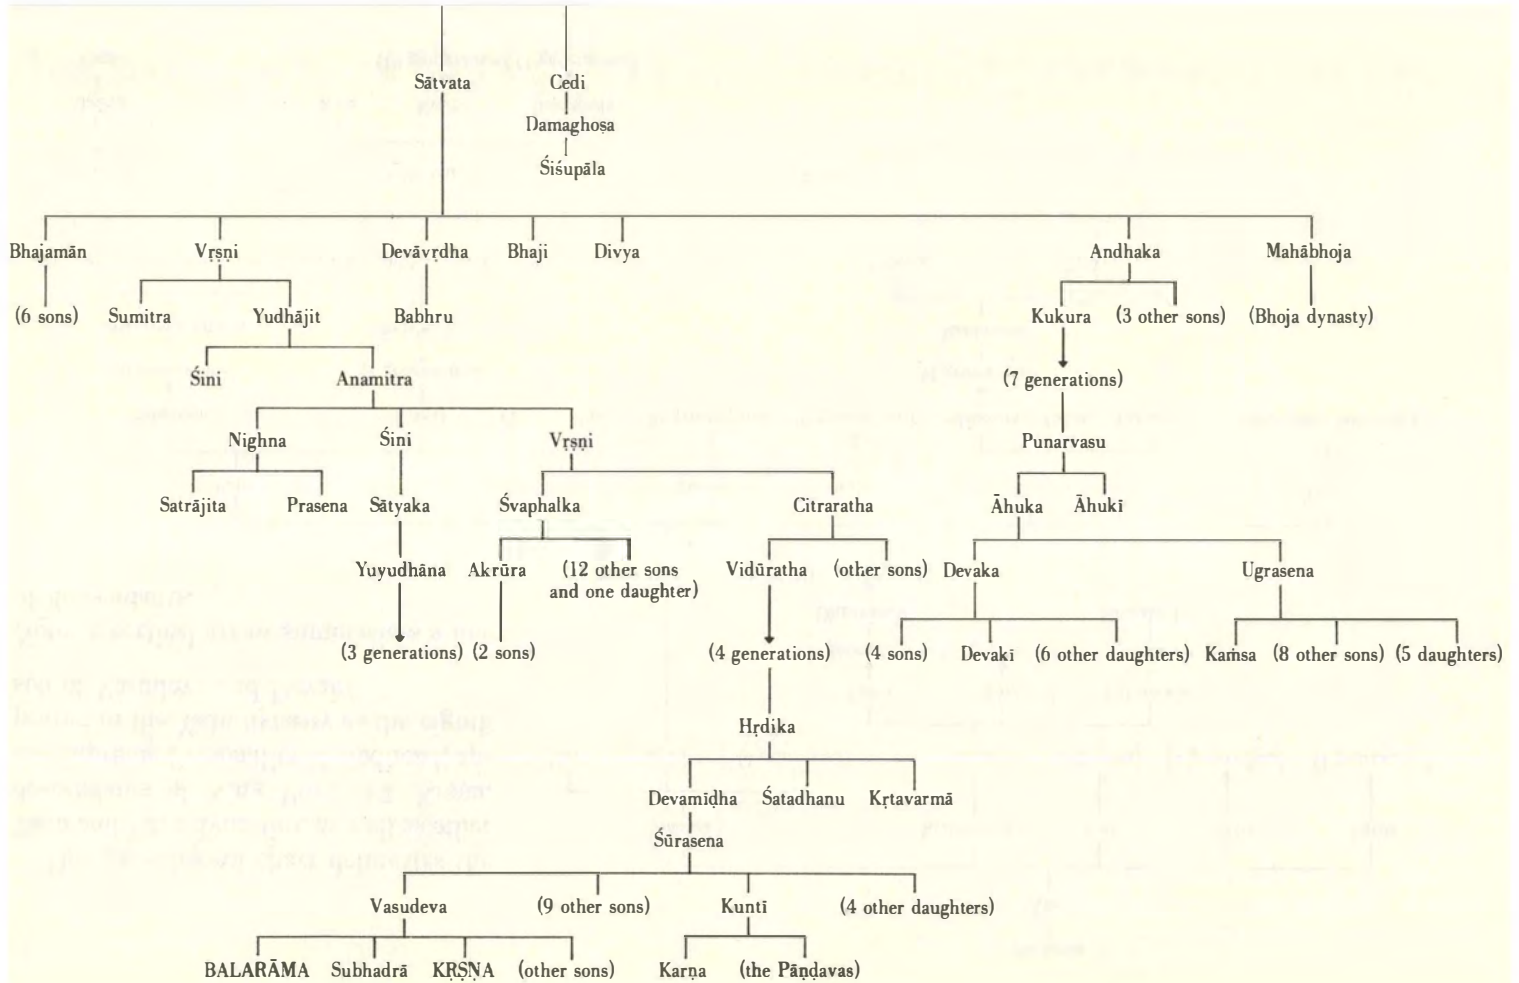 Sātvata Cedi
Damaghoṣa
Śiśupāla
Bhajamān Vṛṣṇi Devāvṛdha Bhaji Divya Andhaka Mahābhoja
(6 sons) Sumitra Yudhājit Babhru Kukura (3 other sons) (Bhoja dynasty)
Śini Anamitra (7 generations)
Nighna Śini Vṛṣṇi Punarvasu
Satrājita Prasena Sātyaka Śvaphalka Citraratha Āhuka Āhukī
Yuyudhāna Akrūra (12 other sons Vidūratha (other sons) Devaka Ugrasena
and one daughter)
(3 generations) (2 sons) (4 generations) (4 sons) Devakī (6 other daughters) Kaṁsa (8 other sons) (5 daughters)
Hṛdika
Devamīḍha Śatadhanu Kṛtavarmā
Śūrasena
Vasudeva (9 other sons) Kuntī (4 other daughters)
BALARĀMA Subhadrā KṚṢṆA (other sons) Karṇa (the Pāṇḍavas)